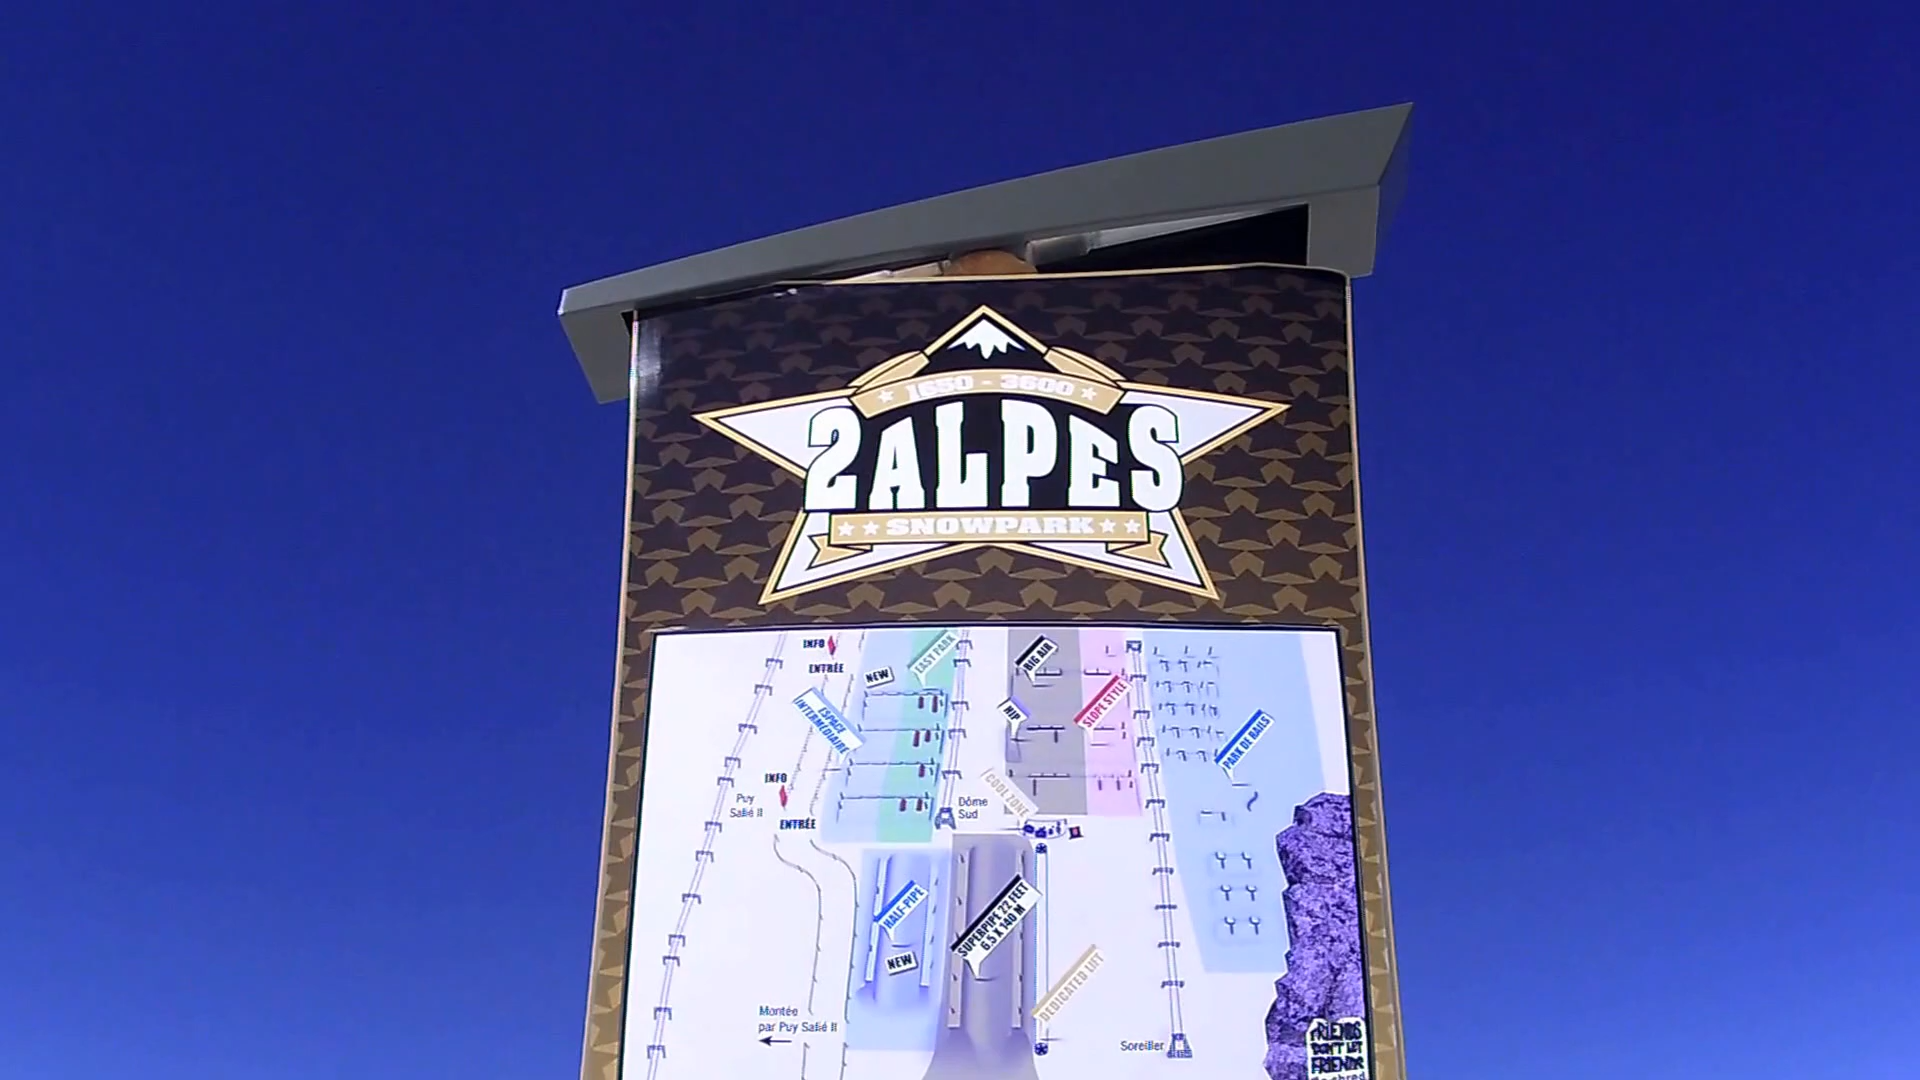 1650 - 3600
2ALPES
SNOWPARK
INFO
ENTRÉE
NEW
EAST PARK
BIG AIR
ESPACE
INTERMÉDIAIRE
HIP
SLOPE STYLE
PARK DE RAILS
INFO
Puy
Salié II
ENTRÉE
COOL ZONE
Dôme
Sud
HALF-PIPE
NEW
SUPERPIPE 22 FEET
6.5 X 140 M
DEDICATED LIFT
Montée
par Puy Salié II
Soreiller
FRIENDS
DON'T LET
FRIENDS